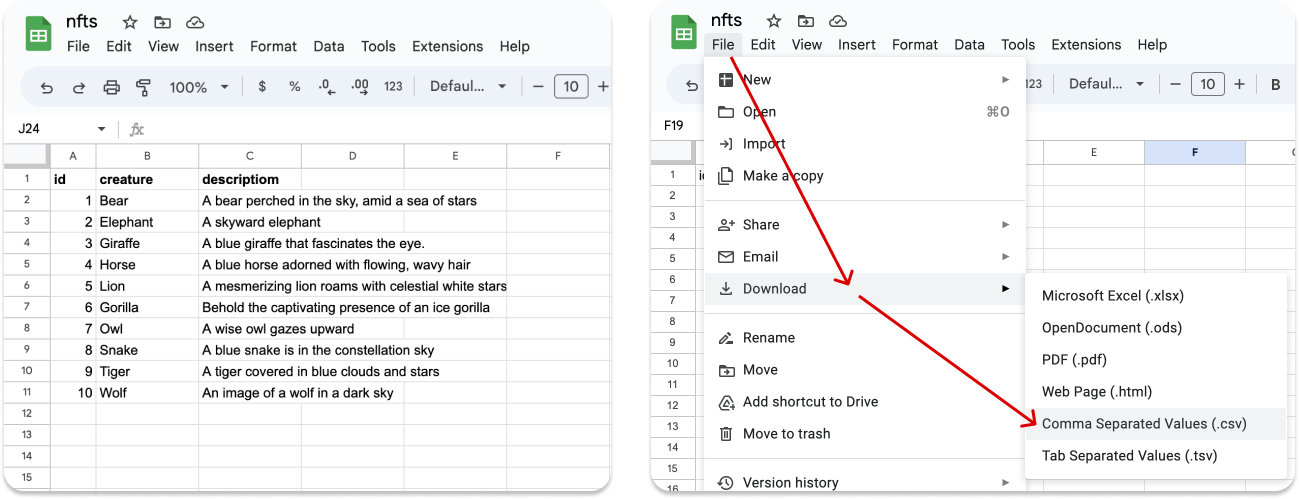 nfts
File Edit View Insert Format Data Tools Extensions Help
100% $ % .0 .00 123 Defaul... − 10 +
J24 fx
A B C D E F
1 id creature descriptiom
2 1 Bear A bear perched in the sky, amid a sea of stars
3 2 Elephant A skyward elephant
4 3 Giraffe A blue giraffe that fascinates the eye.
5 4 Horse A blue horse adorned with flowing, wavy hair
6 5 Lion A mesmerizing lion roams with celestial white stars
7 6 Gorilla Behold the captivating presence of an ice gorilla
8 7 Owl A wise owl gazes upward
9 8 Snake A blue snake is in the constellation sky
10 9 Tiger A tiger covered in blue clouds and stars
11 10 Wolf An image of a wolf in a dark sky
12
13
14
15
nfts
File Edit View Insert Format Data Tools Extensions Help
123 Defaul... − 10 + B
F19
E F
1
2
3
4
5
6
7
8
9
10
11
12
13
14
15
16
New
Open ⌘O
Import
Make a copy
Share
Email
Download
Rename
Move
Add shortcut to Drive
Move to trash
Version history
Microsoft Excel (.xlsx)
OpenDocument (.ods)
PDF (.pdf)
Web Page (.html)
Comma Separated Values (.csv)
Tab Separated Values (.tsv)